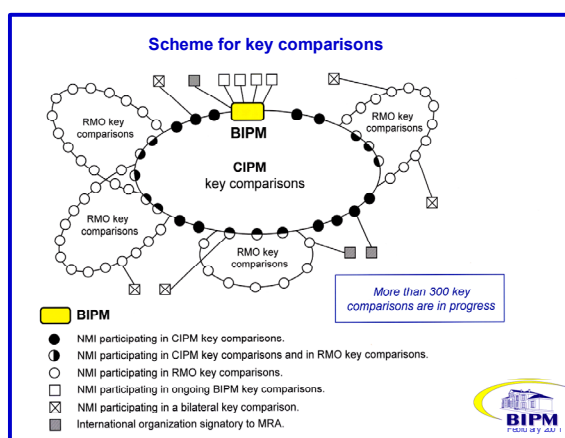 Scheme for key comparisons
RMO key
comparisons
BIPM
RMO key
comparisons
CIPM
key comparisons
RMO key
comparisons
RMO key
comparisons
More than 300 key
comparisons are in progress
BIPM
NMI participating in CIPM key comparisons.
NMI participating in CIPM key comparisons and in RMO key comparisons.
NMI participating in RMO key comparisons.
NMI participating in ongoing BIPM key comparisons.
NMI participating in a bilateral key comparison.
International organization signatory to MRA.
BIPM